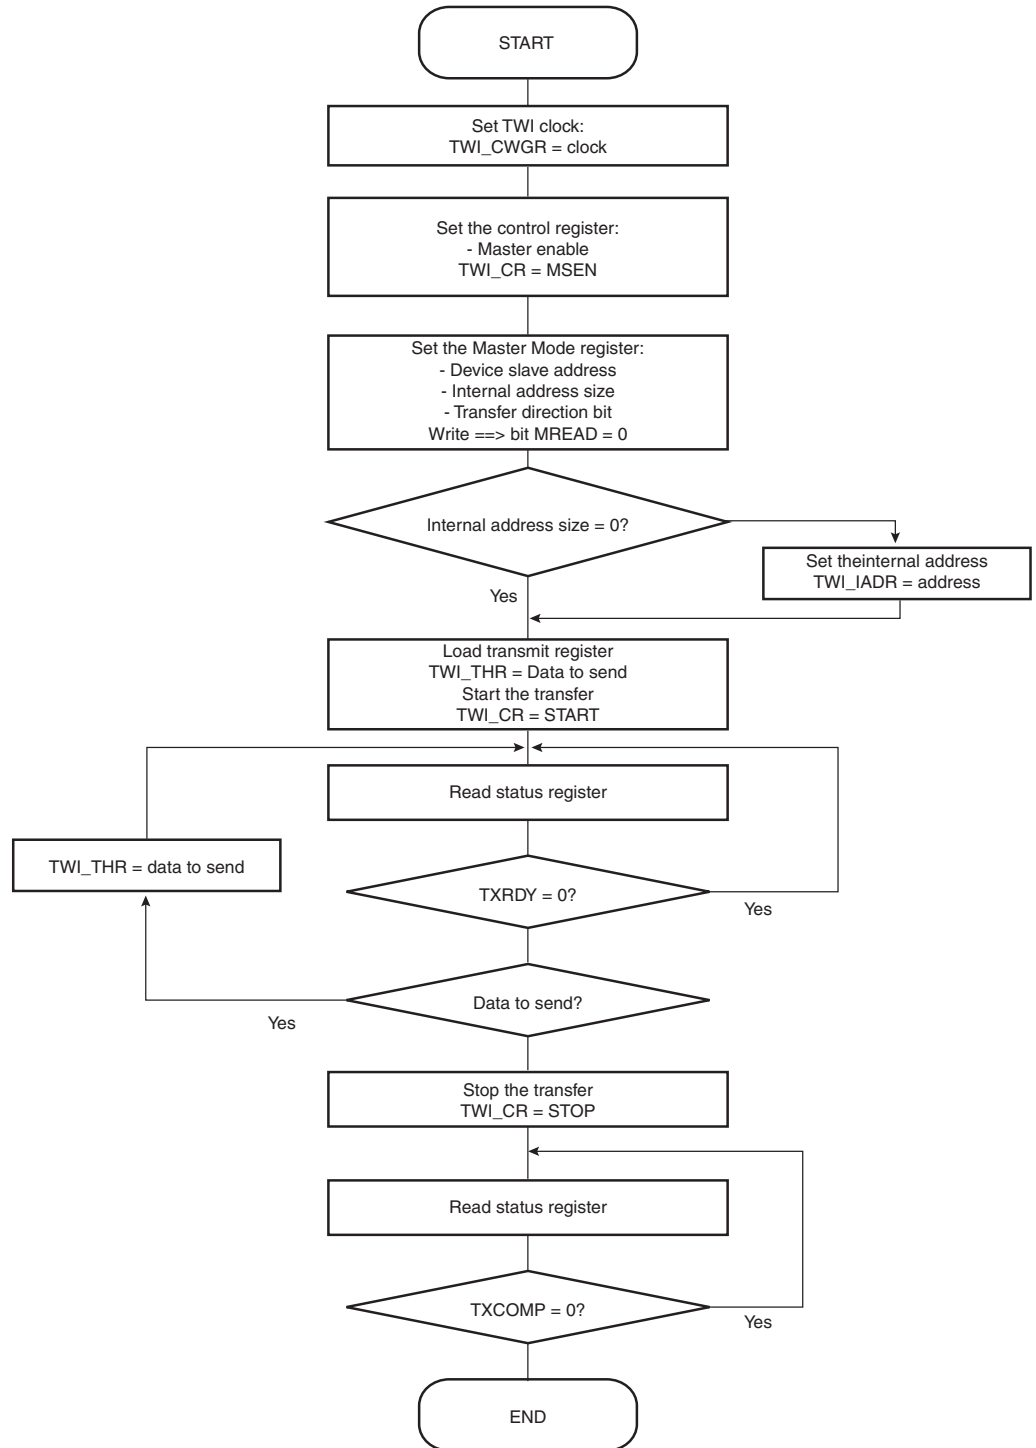 START
Set TWI clock:
TWI_CWGR = clock
Set the control register:
- Master enable
TWI_CR = MSEN
Set the Master Mode register:
- Device slave address
- Internal address size
- Transfer direction bit
Write ==> bit MREAD = 0
Internal address size = 0?
Set theinternal address
TWI_IADR = address
Yes
Load transmit register
TWI_THR = Data to send
Start the transfer
TWI_CR = START
Read status register
TWI_THR = data to send
TXRDY = 0?
Yes
Data to send?
Yes
Stop the transfer
TWI_CR = STOP
Read status register
TXCOMP = 0?
Yes
END